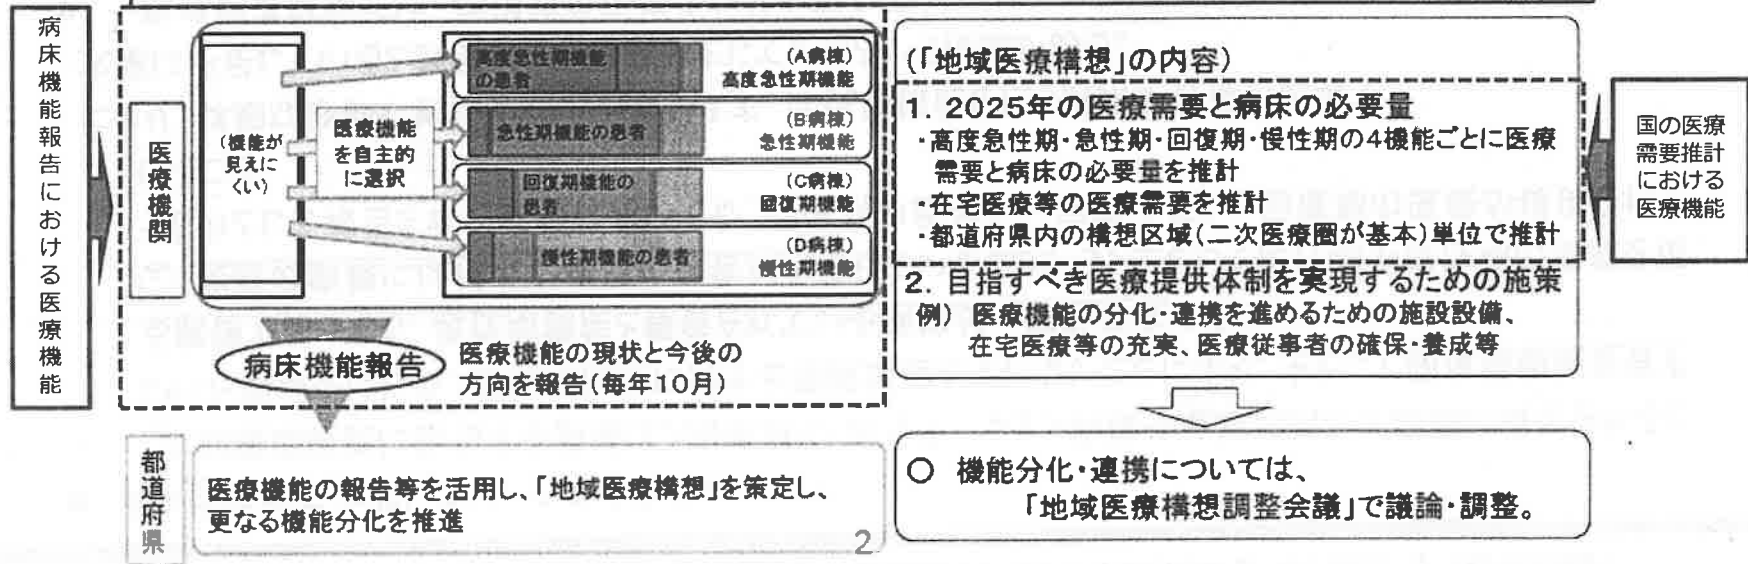 病床機能報告における医療機能
医療機関
(機能が
見えに
くい)
医療機能
を自主的
に選択
高度急性期機能
の患者
(A病棟)
高度急性期機能
急性期機能の患者
(B病棟)
急性期機能
回復期機能の
患者
(C病棟)
回復期機能
慢性期機能の患者
(D病棟)
慢性期機能
病床機能報告
医療機能の現状と今後の
方向を報告(毎年10月)
都道府県
医療機能の報告等を活用し、「地域医療構想」を策定し、
更なる機能分化を推進
2
(「地域医療構想」の内容)
1. 2025年の医療需要と病床の必要量
・高度急性期・急性期・回復期・慢性期の4機能ごとに医療
需要と病床の必要量を推計
・在宅医療等の医療需要を推計
・都道府県内の構想区域(二次医療圏が基本)単位で推計
2. 目指すべき医療提供体制を実現するための施策
例) 医療機能の分化・連携を進めるための施設設備、
在宅医療等の充実、医療従事者の確保・養成等
○ 機能分化・連携については、
「地域医療構想調整会議」で議論・調整。
国の医療
需要推計
における
医療機能